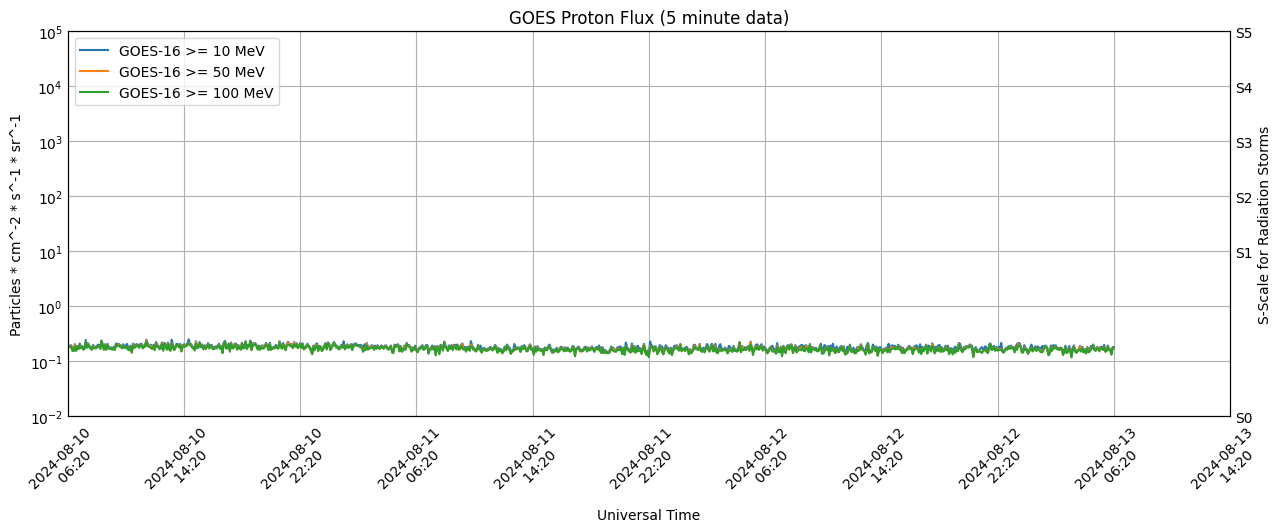 GOES Proton Flux (5 minute data)
GOES-16 >= 10 MeV
GOES-16 >= 50 MeV
GOES-16 >= 100 MeV
Particles * cm^-2 * s^-1 * sr^-1
10^5
10^4
10^3
10^2
10^1
10^0
10^-1
10^-2
S5
S4
S3
S2
S1
S0
S-Scale for Radiation Storms
2024-08-10
06:20
2024-08-10
14:20
2024-08-10
22:20
2024-08-11
06:20
2024-08-11
14:20
2024-08-11
22:20
2024-08-12
06:20
2024-08-12
14:20
2024-08-12
22:20
2024-08-13
06:20
2024-08-13
14:20
Universal Time